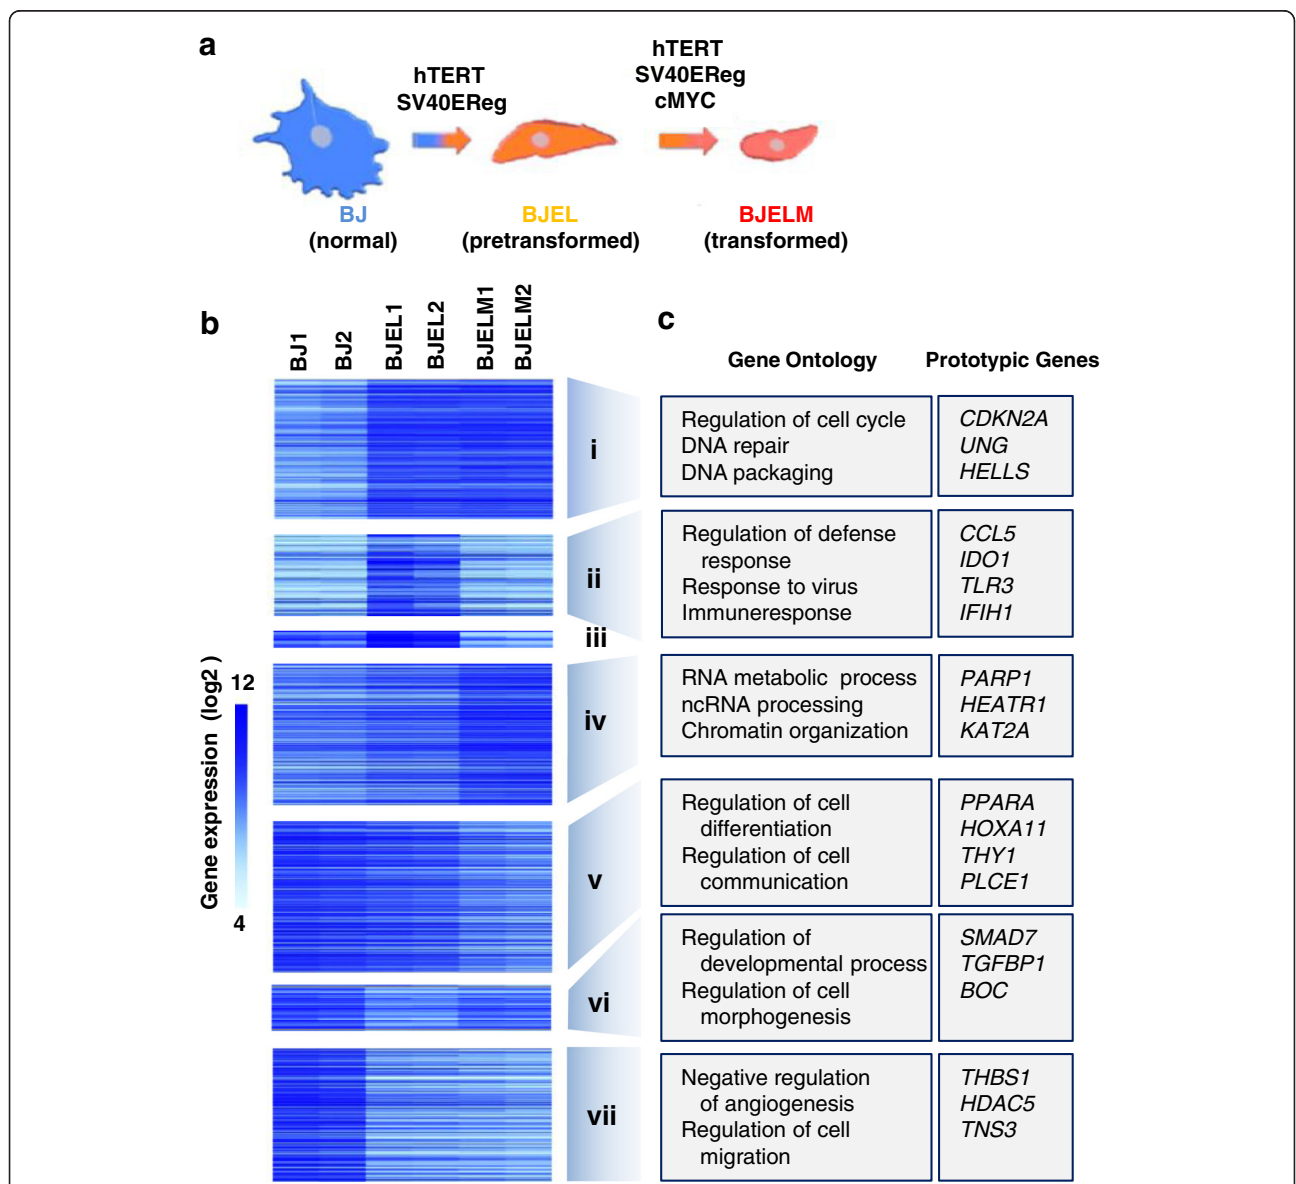 a
hTERT
SV40EReg
hTERT
SV40EReg
cMYC
BJ
(normal)
BJEL
(pretransformed)
BJELM
(transformed)
b
BJ1
BJ2
BJEL1
BJEL2
BJELM1
BJELM2
Gene expression (log2 )
12
4
i
ii
iii
iv
v
vi
vii
c
Gene Ontology
Prototypic Genes
Regulation of cell cycle
DNA repair
DNA packaging
CDKN2A
UNG
HELLS
Regulation of defense
response
Response to virus
Immuneresponse
CCL5
IDO1
TLR3
IFIH1
RNA metabolic process
ncRNA processing
Chromatin organization
PARP1
HEATR1
KAT2A
Regulation of cell
differentiation
Regulation of cell
communication
PPARA
HOXA11
THY1
PLCE1
Regulation of
developmental process
Regulation of cell
morphogenesis
SMAD7
TGFBP1
BOC
Negative regulation
of angiogenesis
Regulation of cell
migration
THBS1
HDAC5
TNS3